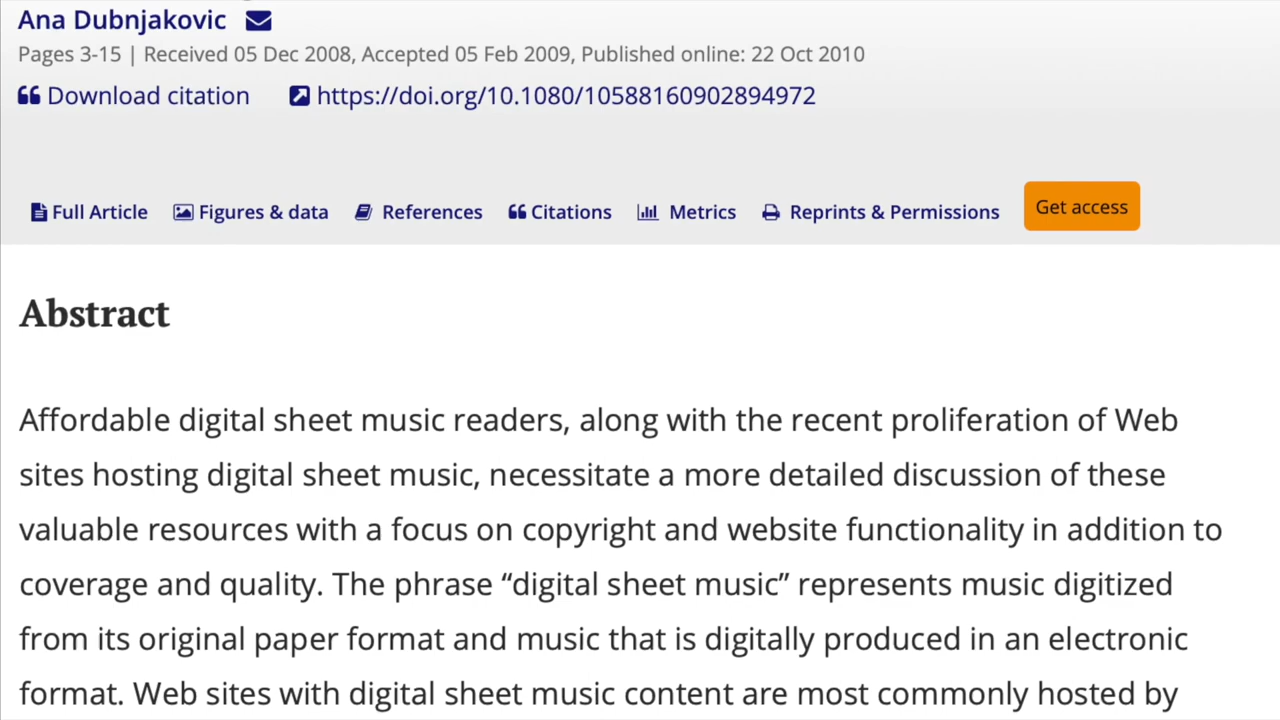 Ana Dubnjakovic
Pages 3-15 | Received 05 Dec 2008, Accepted 05 Feb 2009, Published online: 22 Oct 2010
Download citation https://doi.org/10.1080/10588160902894972
Full Article Figures & data References Citations Metrics Reprints & Permissions Get access
Abstract
Affordable digital sheet music readers, along with the recent proliferation of Web
sites hosting digital sheet music, necessitate a more detailed discussion of these
valuable resources with a focus on copyright and website functionality in addition to
coverage and quality. The phrase “digital sheet music” represents music digitized
from its original paper format and music that is digitally produced in an electronic
format. Web sites with digital sheet music content are most commonly hosted by